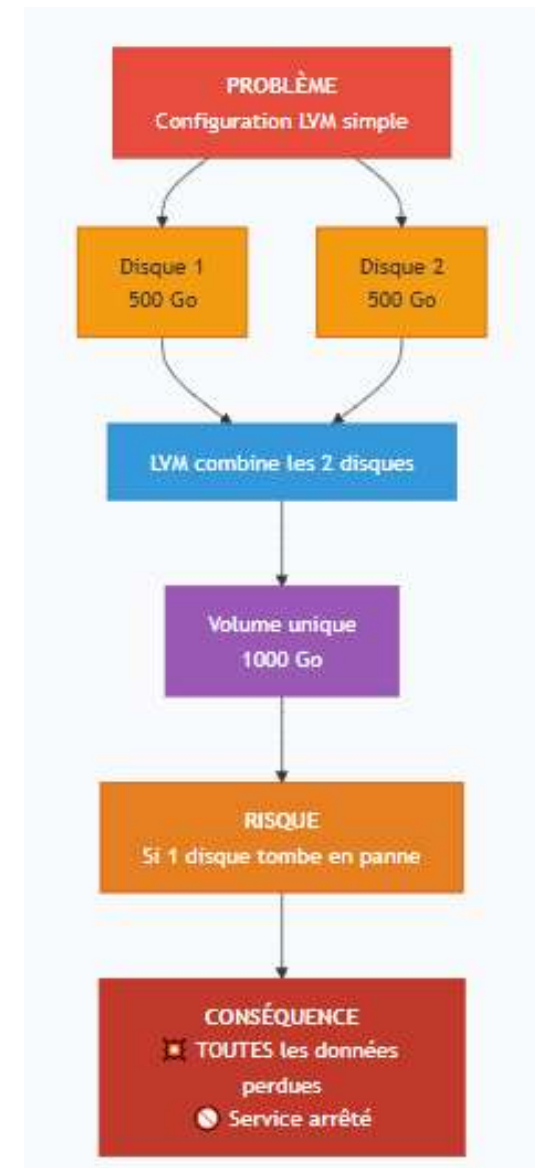 PROBLÈME
Configuration LVM simple
Disque 1
500 Go
Disque 2
500 Go
LVM combine les 2 disques
Volume unique
1000 Go
RISQUE
Si 1 disque tombe en panne
CONSÉQUENCE
💥 TOUTES les données
perdues
🚫 Service arrêté